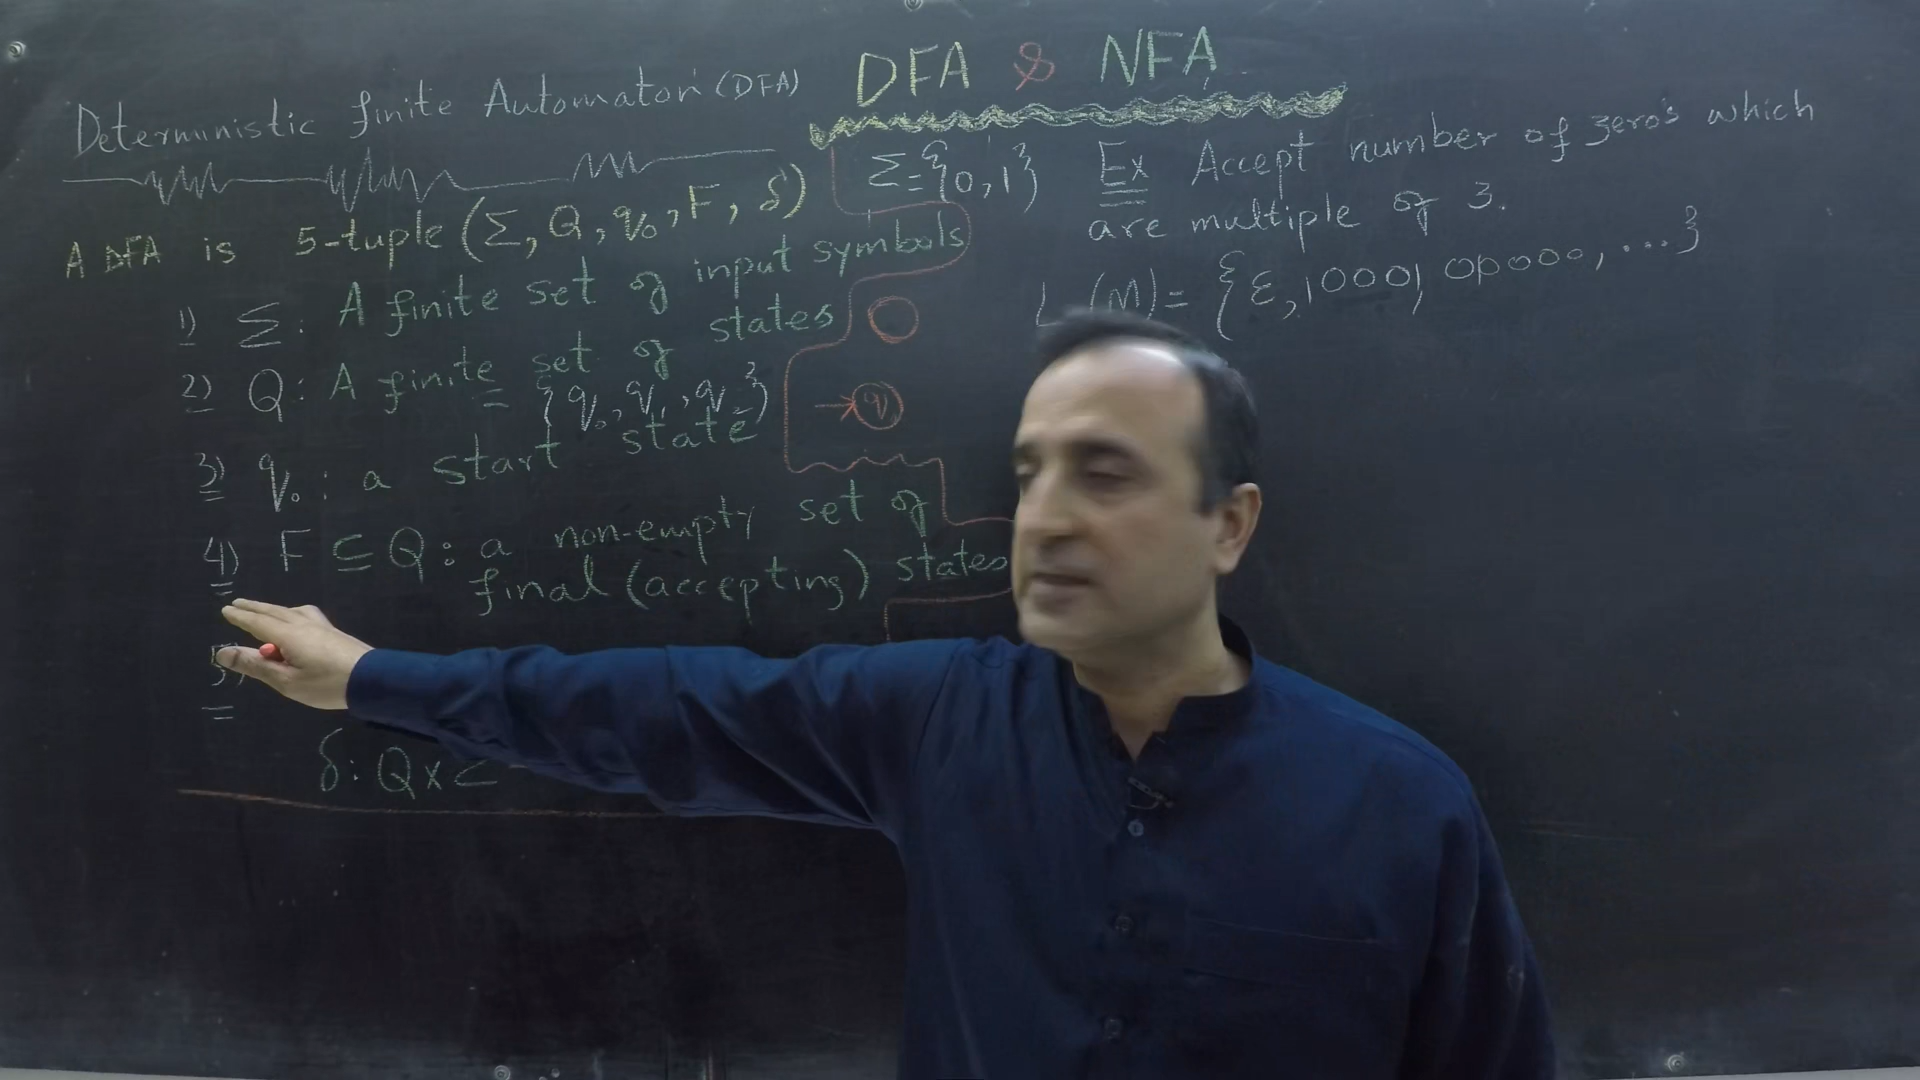 DFA & NFA
Deterministic finite Automaton (DFA)
A DFA is 5-tuple (Σ, Q, q₀, F, δ)
1) Σ: A finite set of input symbols
2) Q: A finite set of states
{q₀, q₁, q₂}
3) q₀: a start state
4) F ⊆ Q: a non-empty set of
final (accepting) states
5)
δ: Q x Σ
Σ={0,1}
Ex Accept number of zero's which
are multiple of 3.
L(M)= {ε, 1000,
, ...}